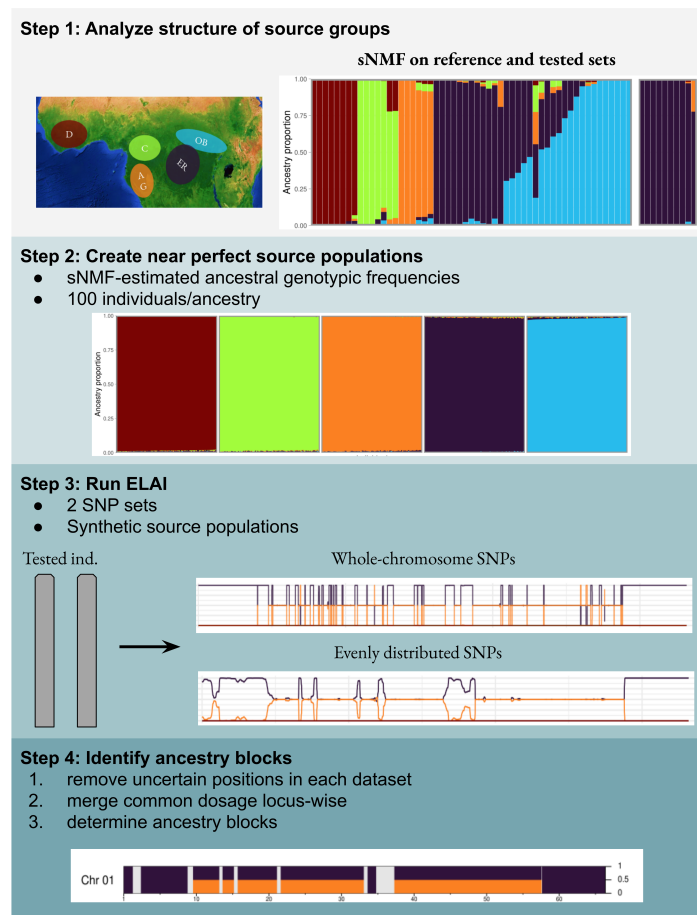 Step 1: Analyze structure of source groups
sNMF on reference and tested sets
D
C
OB
ER
A
G
Ancestry proportion
1.00
0.75
0.50
0.25
0.00
Step 2: Create near perfect source populations
● sNMF-estimated ancestral genotypic frequencies
● 100 individuals/ancestry
Ancestry proportion
1.00
0.75
0.50
0.25
0.00
Step 3: Run ELAI
● 2 SNP sets
● Synthetic source populations
Tested ind.
Whole-chromosome SNPs
Evenly distributed SNPs
Step 4: Identify ancestry blocks
1. remove uncertain positions in each dataset
2. merge common dosage locus-wise
3. determine ancestry blocks
Chr 01
1
0.5
0
1 10 20 30 40 50 60